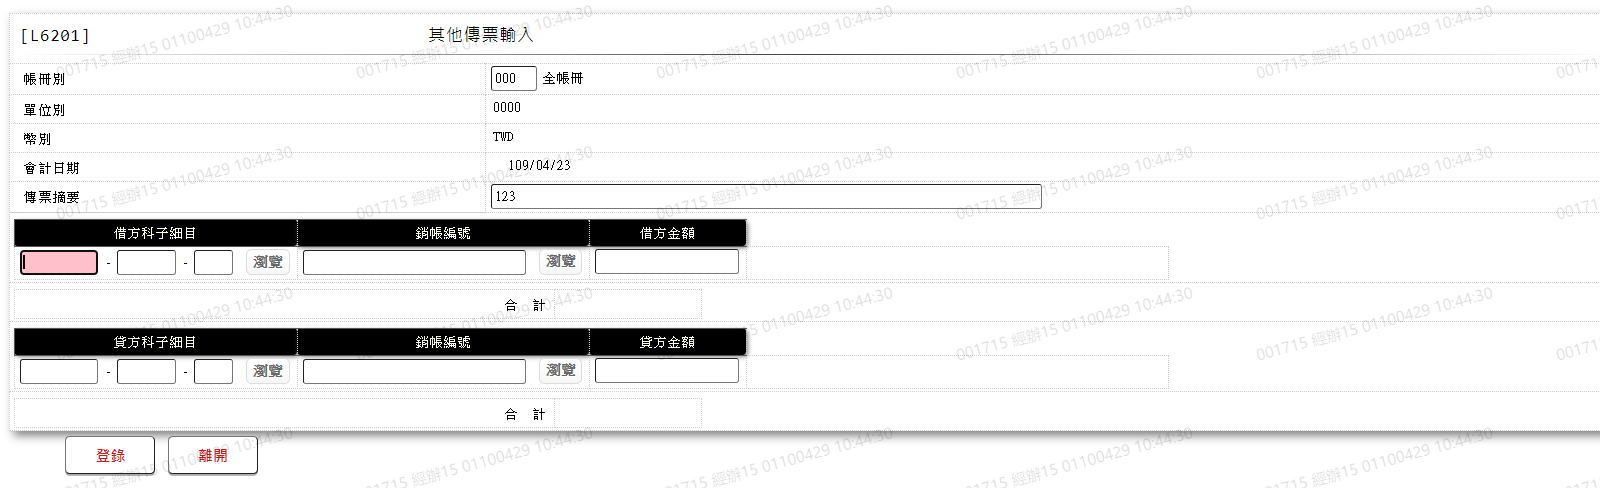 [L6201] 其他傳票輸入
帳冊別 000 全帳冊
單位別 0000
幣別 TWD
會計日期 109/04/23
傳票摘要 123
借方科子細目 銷帳編號 借方金額
- - 瀏覽 瀏覽
合 計
貸方科子細目 銷帳編號 貸方金額
- - 瀏覽 瀏覽
合 計
登錄 離開
001715 經辦15 01100429 10:44:30